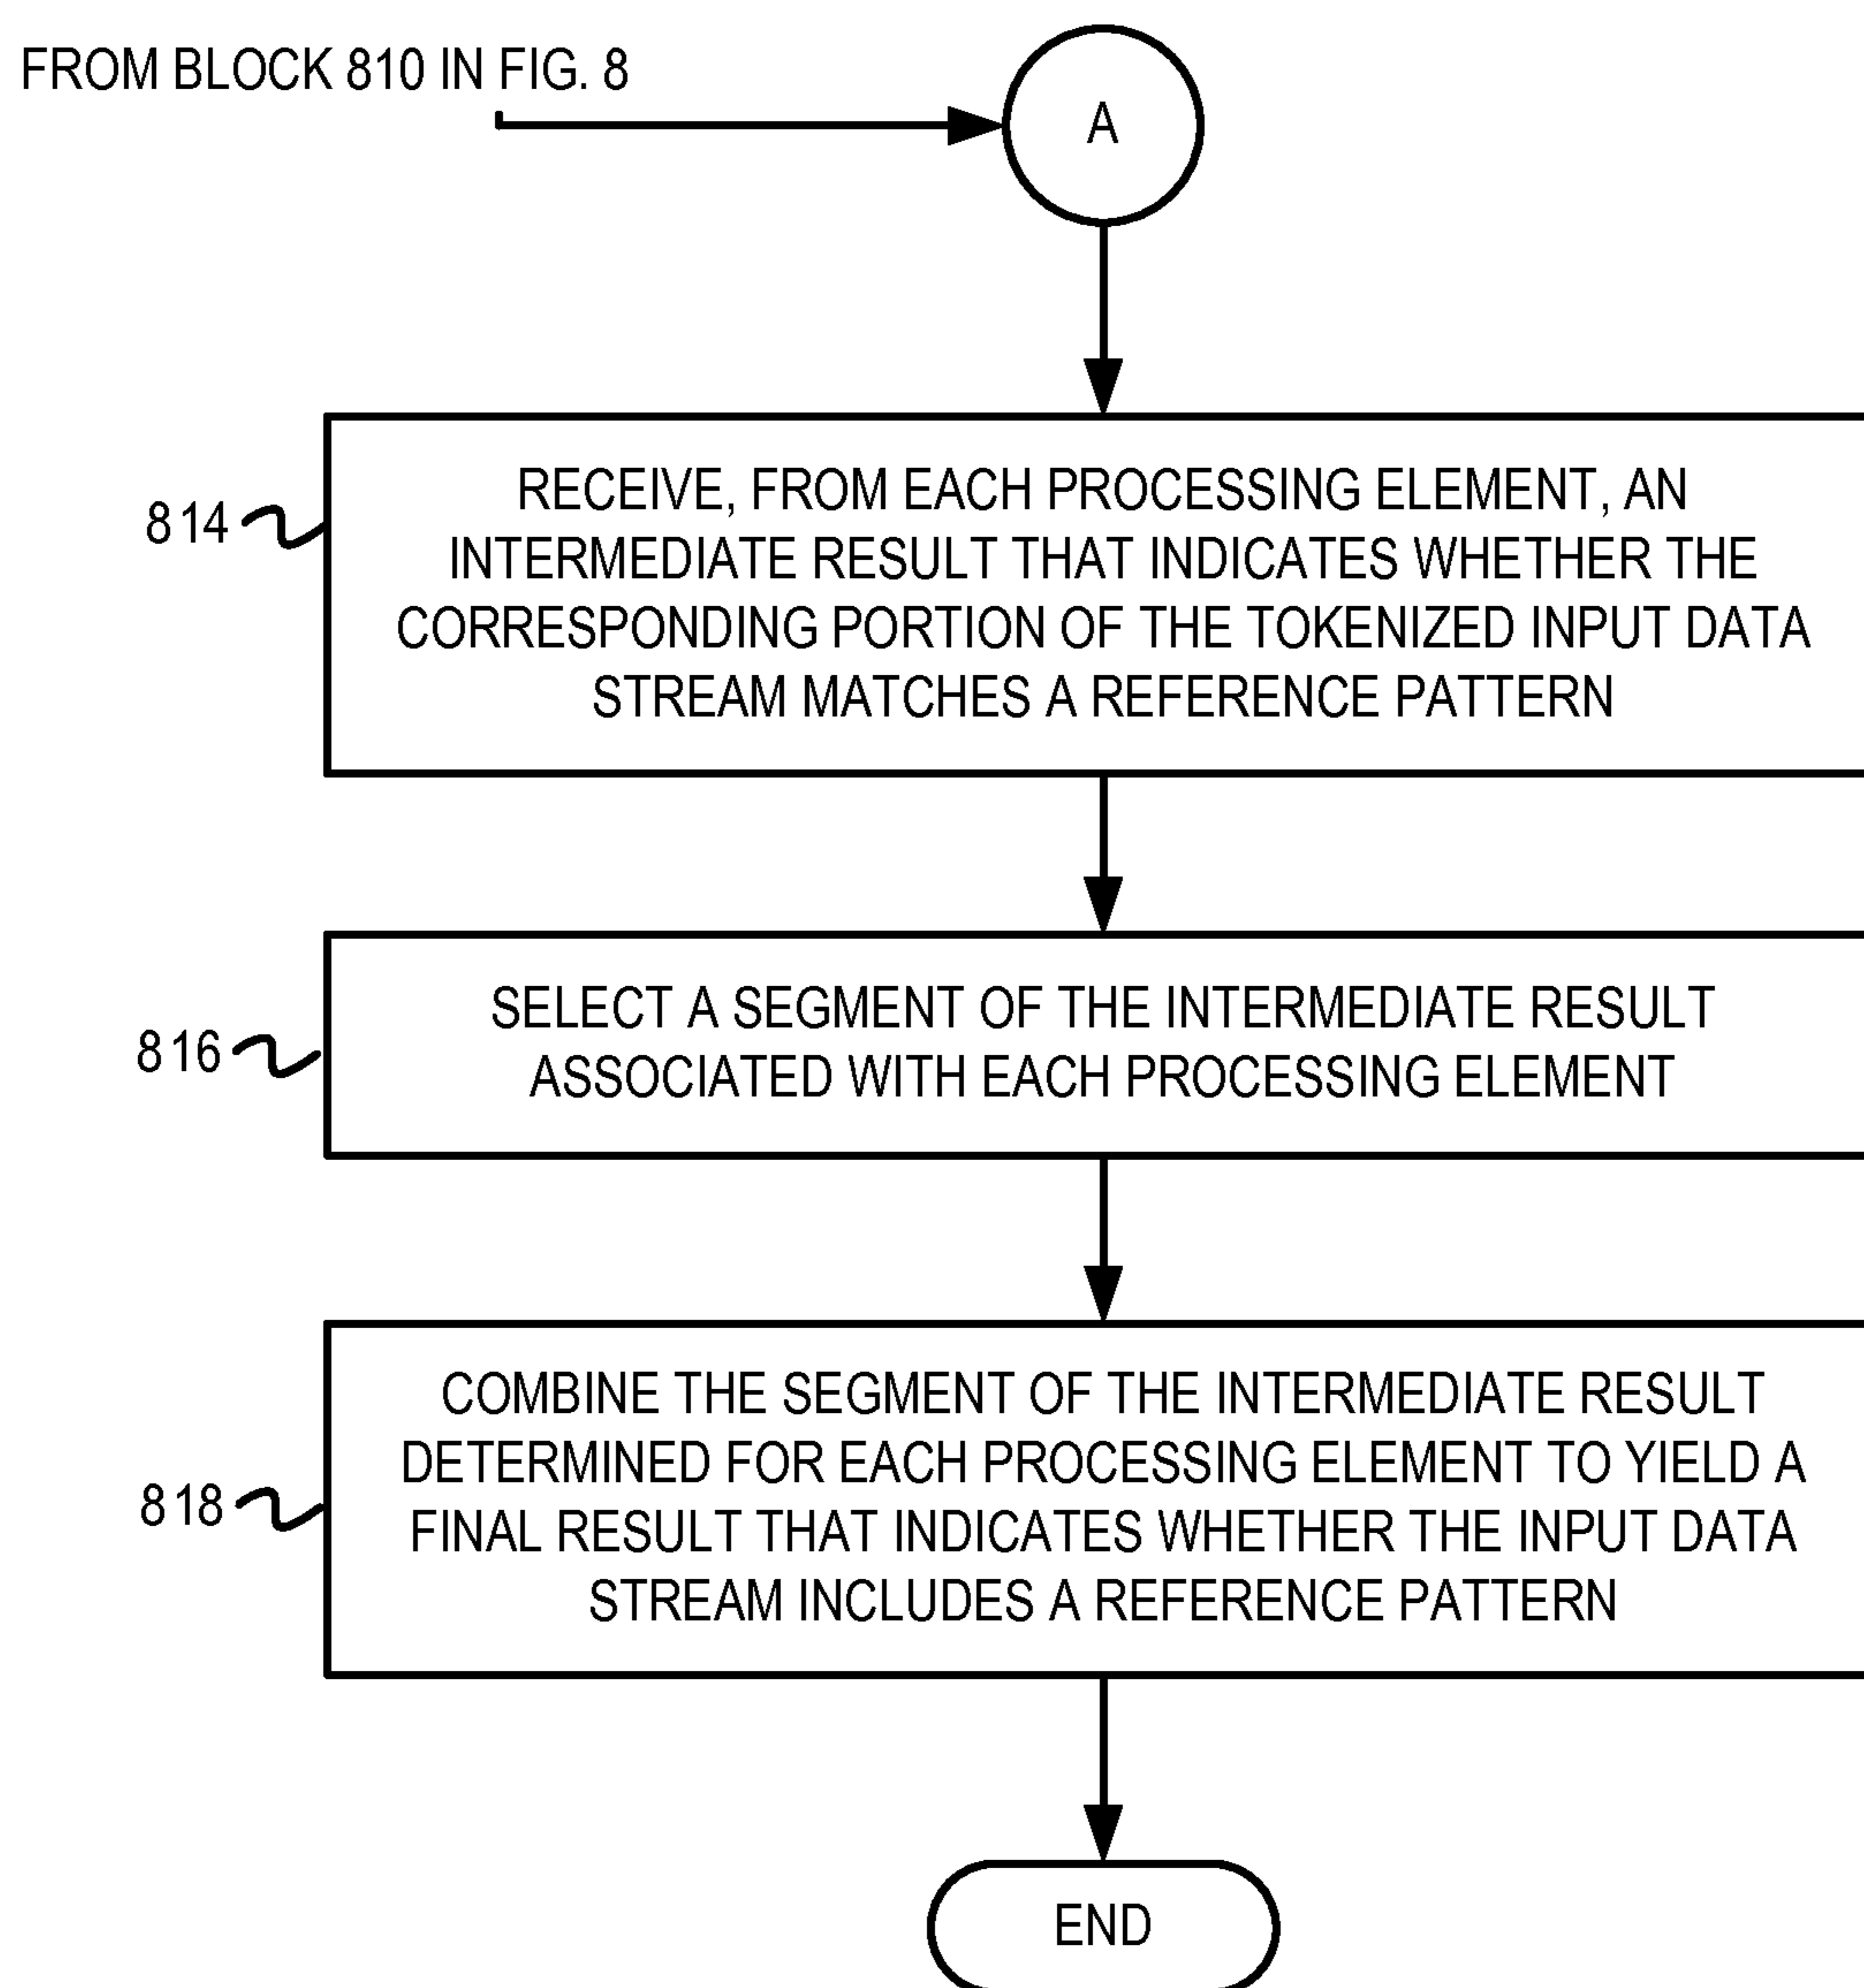 FROM BLOCK 810 IN FIG. 8
A
814
RECEIVE, FROM EACH PROCESSING ELEMENT, AN
INTERMEDIATE RESULT THAT INDICATES WHETHER THE
CORRESPONDING PORTION OF THE TOKENIZED INPUT DATA
STREAM MATCHES A REFERENCE PATTERN
816
SELECT A SEGMENT OF THE INTERMEDIATE RESULT
ASSOCIATED WITH EACH PROCESSING ELEMENT
818
COMBINE THE SEGMENT OF THE INTERMEDIATE RESULT
DETERMINED FOR EACH PROCESSING ELEMENT TO YIELD A
FINAL RESULT THAT INDICATES WHETHER THE INPUT DATA
STREAM INCLUDES A REFERENCE PATTERN
END